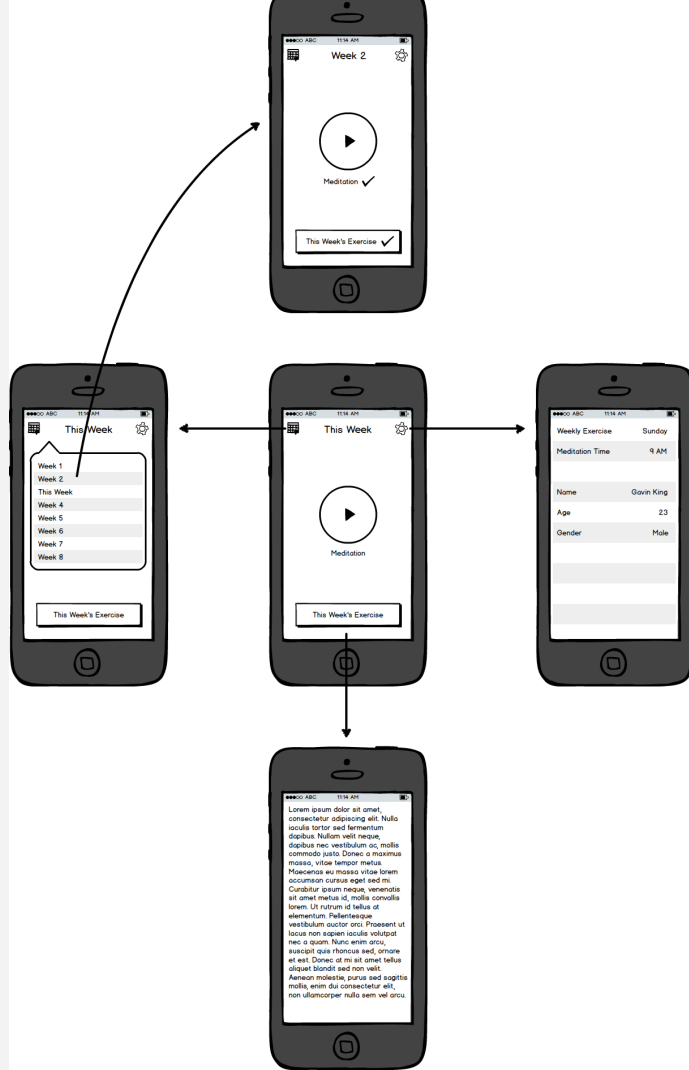 ABC 11:14 AM
Week 2
Meditation
This Week's Exercise
ABC 11:14 AM
This Week
Week 1
Week 2
This Week
Week 4
Week 5
Week 6
Week 7
Week 8
This Week's Exercise
ABC 11:14 AM
This Week
Meditation
This Week's Exercise
ABC 11:14 AM
Weekly Exercise Sunday
Meditation Time 9 AM
Name Gavin King
Age 23
Gender Male
ABC 11:14 AM
Lorem ipsum dolor sit amet,
consectetur adipiscing elit. Nulla
iaculis tortor sed fermentum
dapibus. Nullam velit neque,
dapibus nec vestibulum ac, mollis
commodo justo. Donec a maximus
massa, vitae tempor metus.
Maecenas eu massa vitae lorem
accumsan cursus eget sed mi.
Curabitur ipsum neque, venenatis
sit amet metus id, mollis convallis
lorem. Ut rutrum id tellus at
elementum. Pellentesque
vestibulum auctor orci. Praesent ut
lacus non sapien iaculis volutpat
nec a quam. Nunc enim arcu,
suscipit quis rhoncus sed, ornare
et est. Donec at mi sit amet tellus
aliquet blandit sed non velit.
Aenean molestie, purus sed sagittis
mollis, enim dui consectetur elit,
non ullamcorper nulla sem vel arcu.